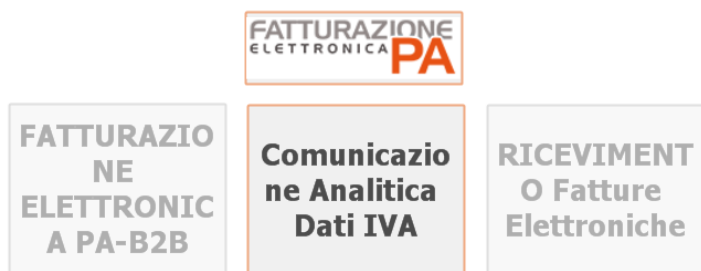 FATTURAZIONE
ELETTRONICA PA
FATTURAZIO
NE
ELETTRONIC
A PA-B2B
Comunicazio
ne Analitica
Dati IVA
RICEVIMENT
O Fatture
Elettroniche